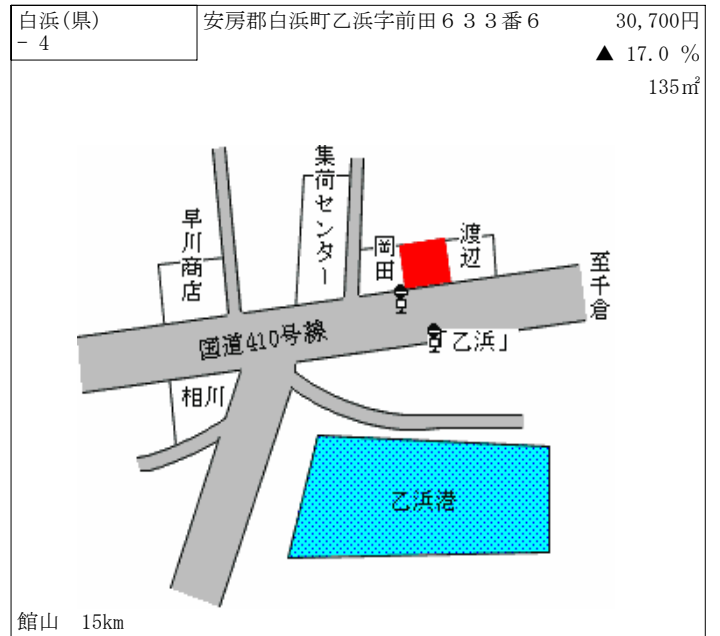 白浜(県)
- 4
安房郡白浜町乙浜字前田６３３番６
30,700円
▲ 17.0 %
135㎡
集荷センター
早川商店
岡田
渡辺
至千倉
国道410号線
「乙浜」
相川
乙浜港
館山　15km